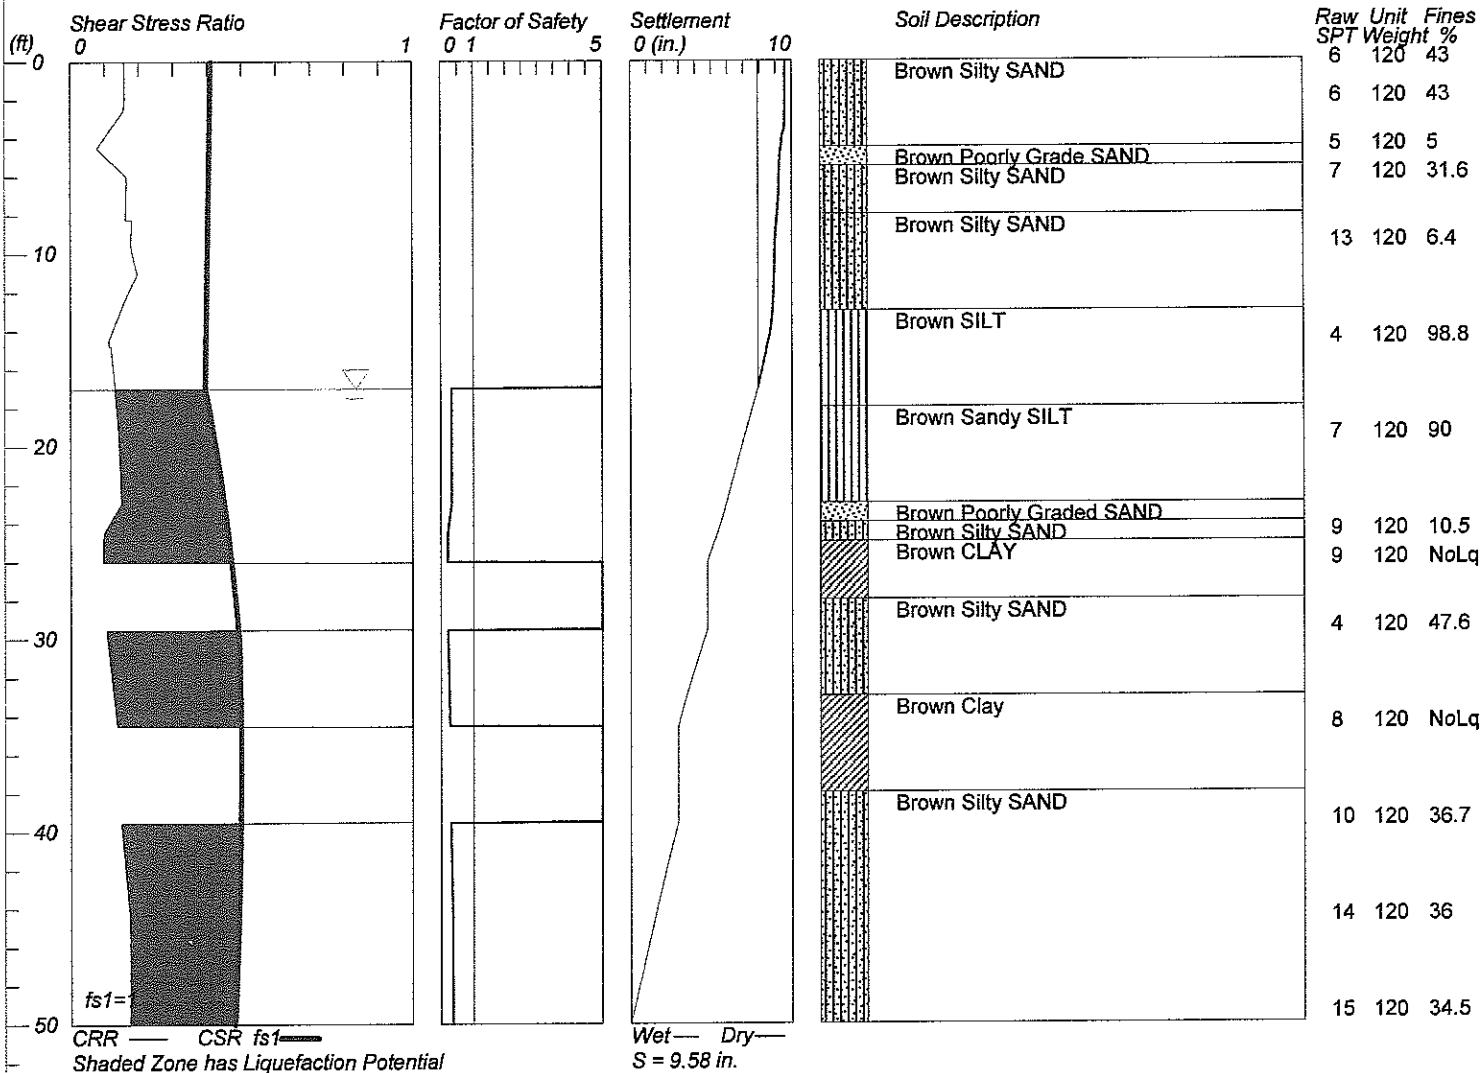 Shear Stress Ratio Factor of Safety Settlement Soil Description Raw Unit Fines
SPT Weight %
(ft) 0 1 0 1 5 0 (in.) 10
0 6 120 43
Brown Silty SAND
6 120 43
5 120 5
Brown Poorly Grade SAND
7 120 31.6
Brown Silty SAND
Brown Silty SAND
13 120 6.4
10
Brown SILT
4 120 98.8
Brown Sandy SILT
7 120 90
20
Brown Poorly Graded SAND
9 120 10.5
Brown Silty SAND
Brown CLAY
9 120 NoLq
Brown Silty SAND
4 120 47.6
30
Brown Clay
8 120 NoLq
Brown Silty SAND
10 120 36.7
40
14 120 36
fs1=
15 120 34.5
50
CRR CSR fs1 Wet Dry
Shaded Zone has Liquefaction Potential S = 9.58 in.